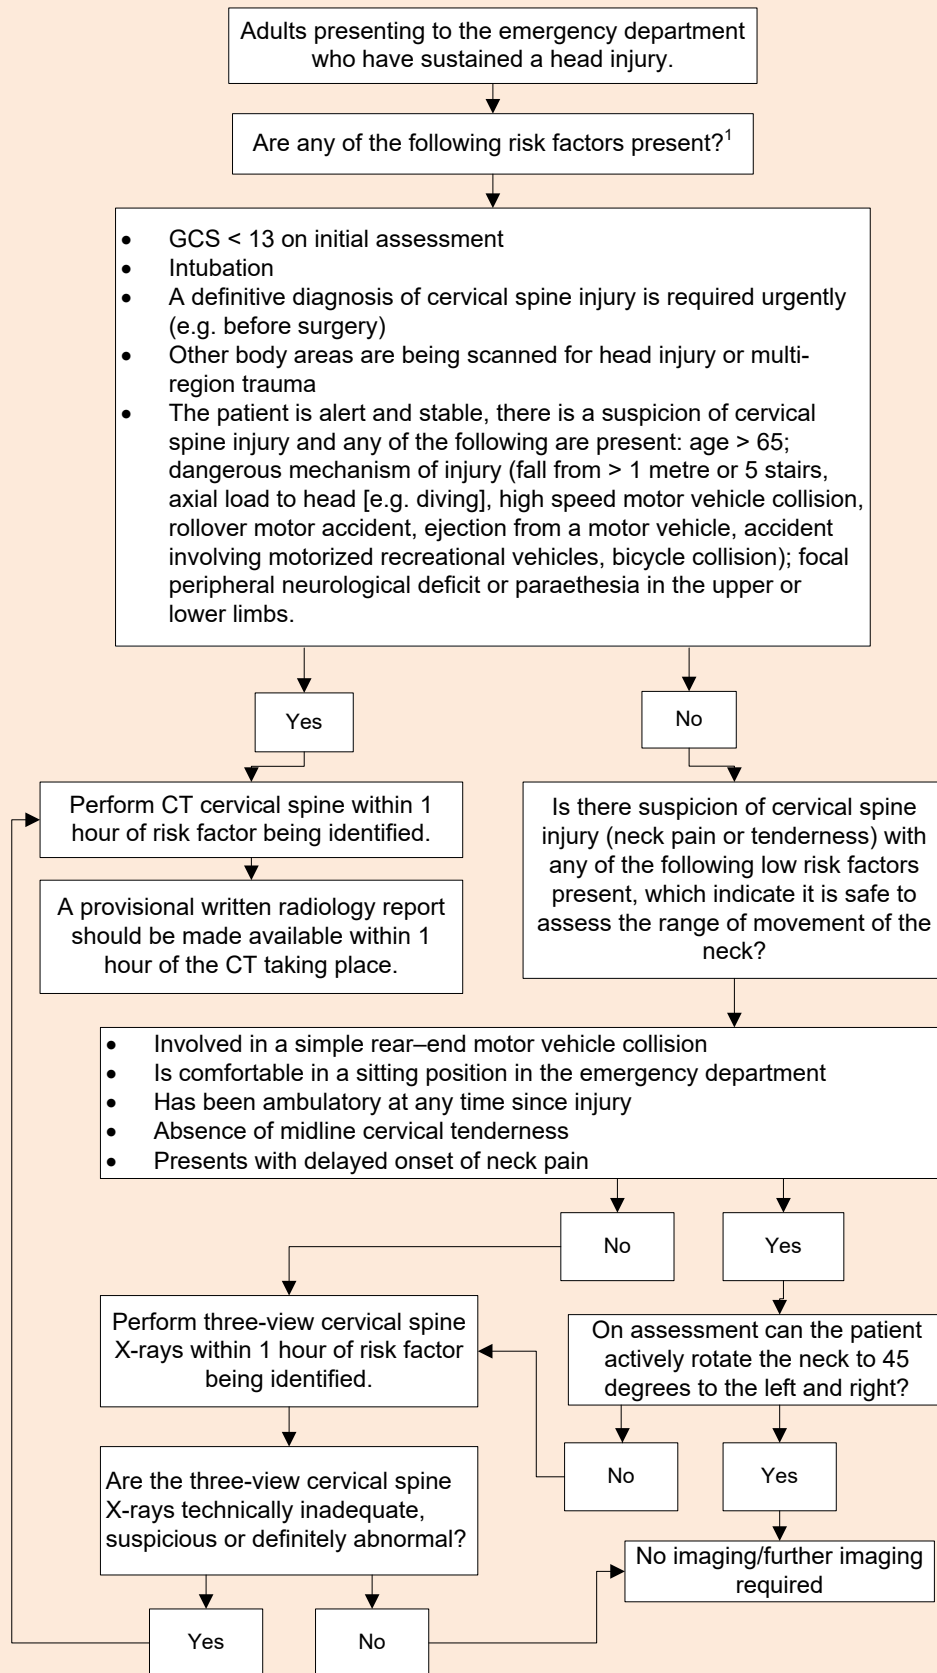 Adults presenting to the emergency department
who have sustained a head injury.
Are any of the following risk factors present?1
• GCS < 13 on initial assessment
• Intubation
• A definitive diagnosis of cervical spine injury is required urgently
(e.g. before surgery)
• Other body areas are being scanned for head injury or multi-
region trauma
• The patient is alert and stable, there is a suspicion of cervical
spine injury and any of the following are present: age > 65;
dangerous mechanism of injury (fall from > 1 metre or 5 stairs,
axial load to head [e.g. diving], high speed motor vehicle collision,
rollover motor accident, ejection from a motor vehicle, accident
involving motorized recreational vehicles, bicycle collision); focal
peripheral neurological deficit or paraethesia in the upper or
lower limbs.
Yes
No
Perform CT cervical spine within 1
hour of risk factor being identified.
A provisional written radiology report
should be made available within 1
hour of the CT taking place.
Is there suspicion of cervical spine
injury (neck pain or tenderness) with
any of the following low risk factors
present, which indicate it is safe to
assess the range of movement of the
neck?
• Involved in a simple rear–end motor vehicle collision
• Is comfortable in a sitting position in the emergency department
• Has been ambulatory at any time since injury
• Absence of midline cervical tenderness
• Presents with delayed onset of neck pain
No
Yes
Perform three-view cervical spine
X-rays within 1 hour of risk factor
being identified.
On assessment can the patient
actively rotate the neck to 45
degrees to the left and right?
No
Yes
Are the three-view cervical spine
X-rays technically inadequate,
suspicious or definitely abnormal?
No imaging/further imaging
required
Yes
No